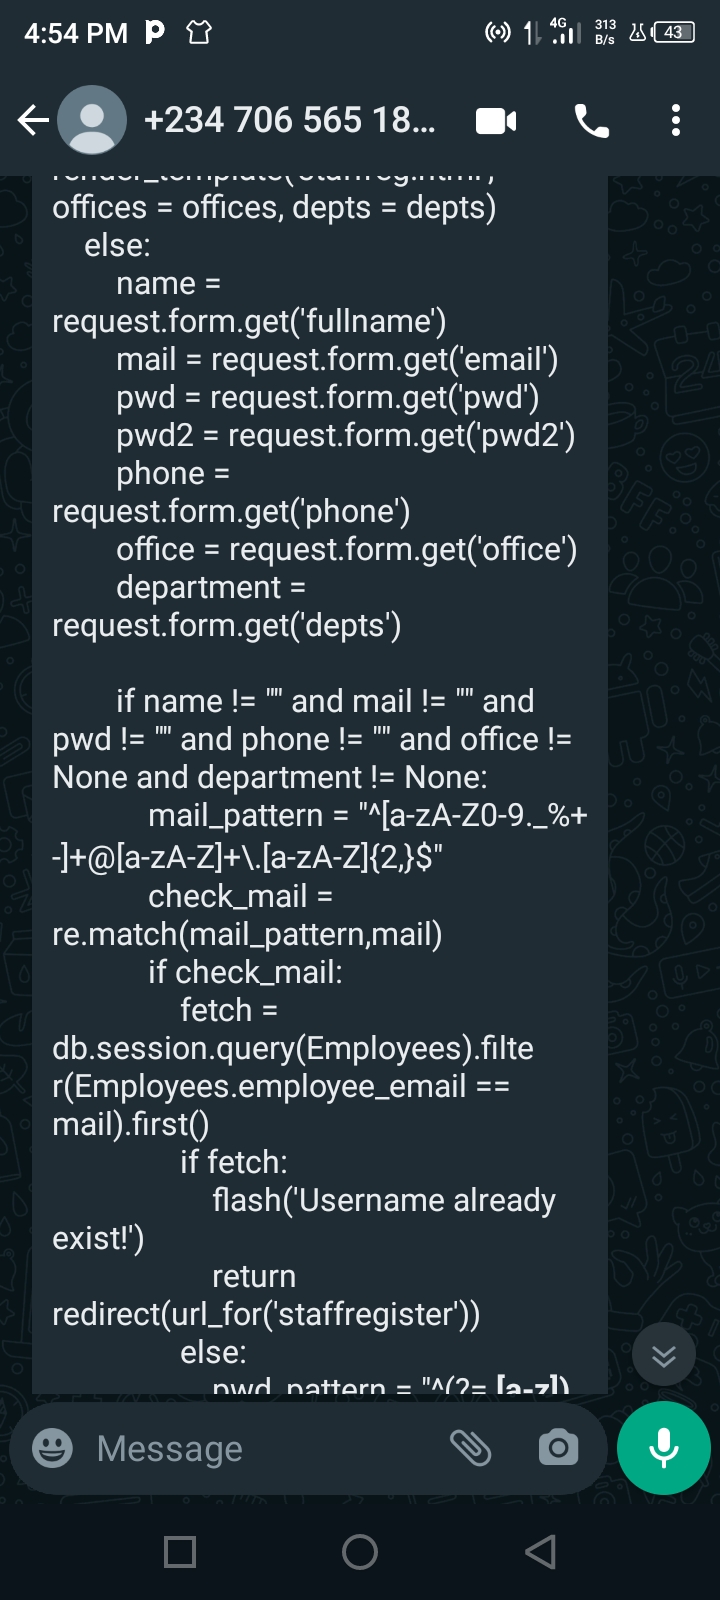 4:54 PM
4G
313 B/s
43
+234 706 565 18...
render_template('staffreg.html',
offices = offices, depts = depts)
else:
name =
request.form.get('fullname')
mail = request.form.get('email')
pwd = request.form.get('pwd')
pwd2 = request.form.get('pwd2')
phone =
request.form.get('phone')
office = request.form.get('office')
department =
request.form.get('depts')
if name != "" and mail != "" and
pwd != "" and phone != "" and office !=
None and department != None:
mail_pattern = "^[a-zA-Z0-9._%+
-]+@[a-zA-Z]+\.[a-zA-Z]{2,}$"
check_mail =
re.match(mail_pattern,mail)
if check_mail:
fetch =
db.session.query(Employees).filte
r(Employees.employee_email ==
mail).first()
if fetch:
flash('Username already
exist!')
return
redirect(url_for('staffregister'))
else:
pwd_pattern = "^(?= [a-z])
Message